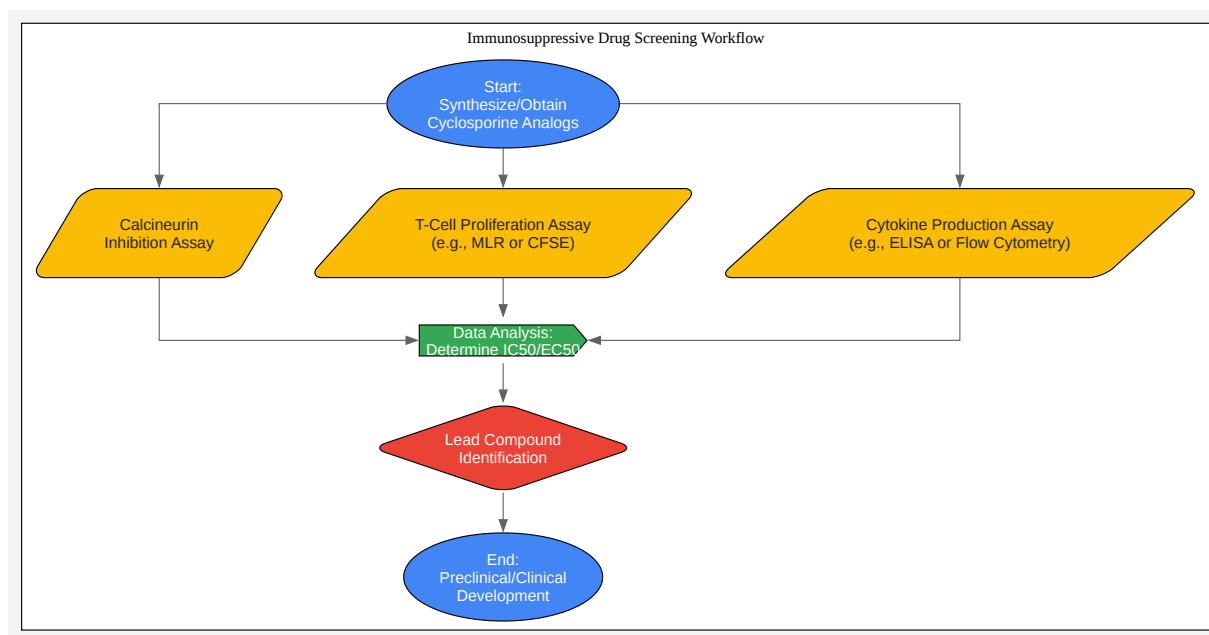 Immunosuppressive Drug Screening Workflow
Start:
Synthesize/Obtain
Cyclosporine Analogs
Calcineurin
Inhibition Assay
T-Cell Proliferation Assay
(e.g., MLR or CFSE)
Cytokine Production Assay
(e.g., ELISA or Flow Cytometry)
Data Analysis:
Determine IC50/EC50
Lead Compound
Identification
End:
Preclinical/Clinical
Development